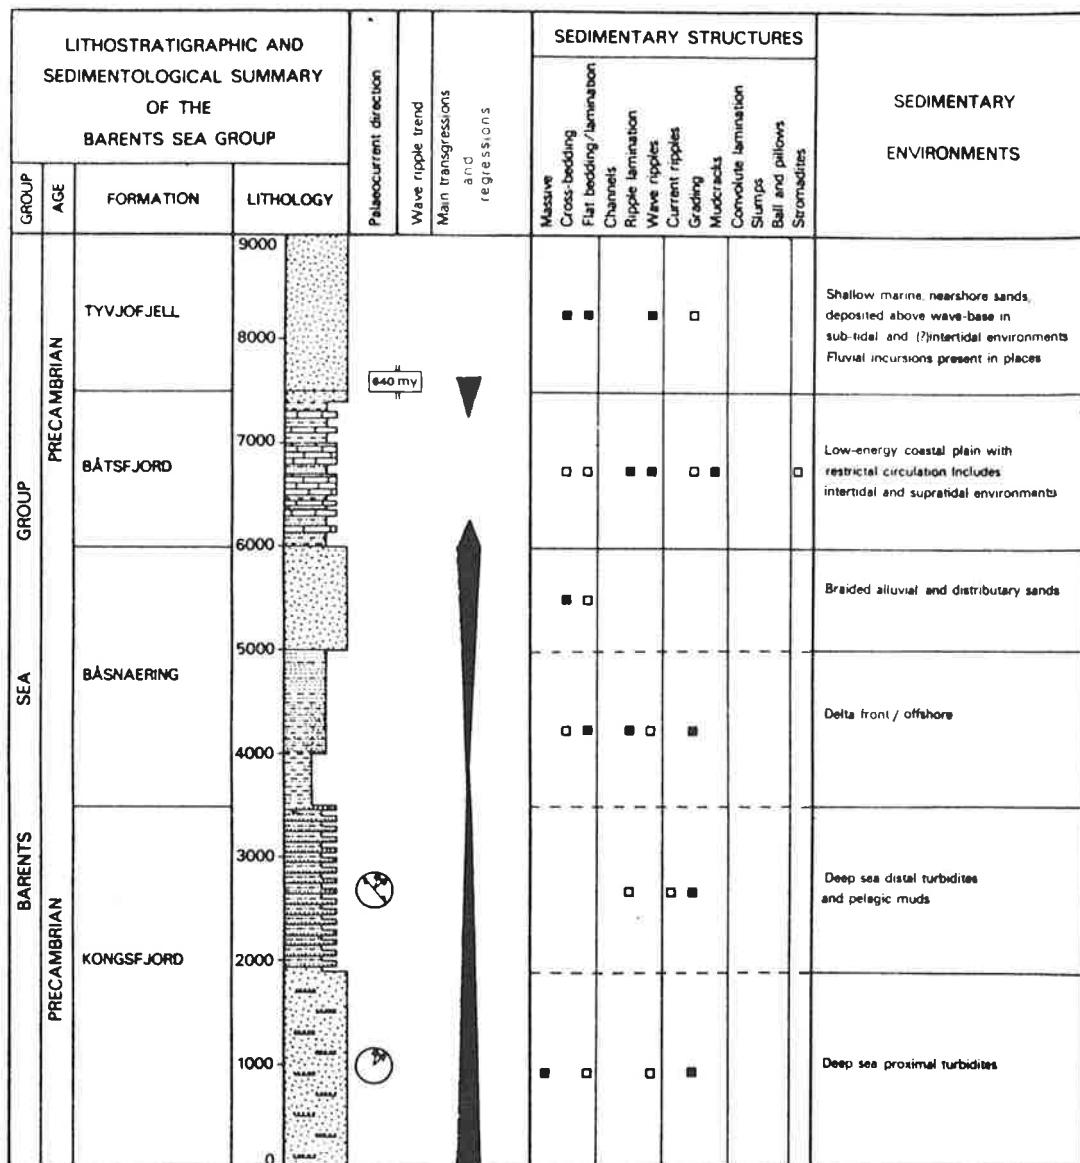 LITHOSTRATIGRAPHIC AND
SEDIMENTOLOGICAL SUMMARY
OF THE
BARENTS SEA GROUP
GROUP
AGE
FORMATION
LITHOLOGY
Palaeocurrent direction
Wave ripple trend
Main transgressions
and
regressions
SEDIMENTARY STRUCTURES
Massive
Cross-bedding
Flat bedding/lamination
Channels
Ripple lamination
Wave ripples
Current ripples
Grading
Mudcracks
Convolute lamination
Slumps
Ball and pillows
Stromadites
SEDIMENTARY
ENVIRONMENTS
BARENTS SEA GROUP
PRECAMBRIAN
PRECAMBRIAN
9000
TYVJOFJELL
8000
640 my
Shallow marine, nearshore sands,
deposited above wave-base in
sub-tidal and (?)intertidal environments
Fluvial incursions present in places
7000
BÅTSFJORD
6000
Low-energy coastal plain with
restrictal circulation Includes
intertidal and supratidal environments
Braided alluvial and distributary sands
5000
BÅSNAERING
4000
Delta front / offshore
3000
Deep sea distal turbidites
and pelagic muds
KONGSFJORD
2000
1000
Deep sea proximal turbidites
0